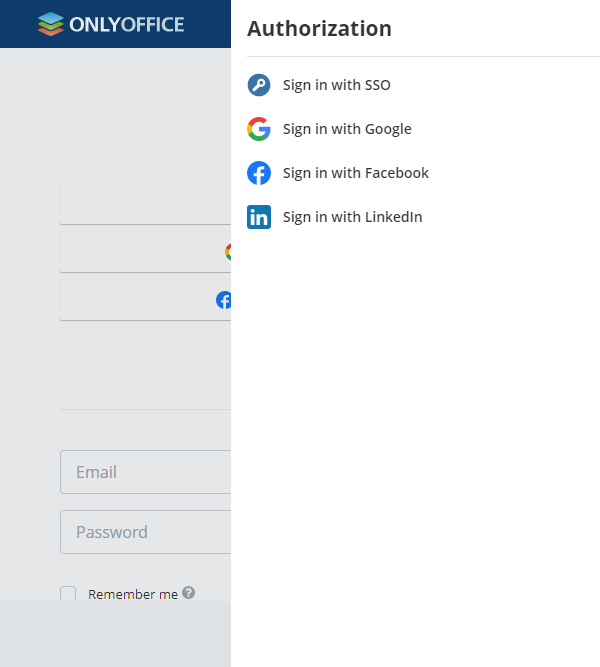 ONLYOFFICE
Authorization
Sign in with SSO
Sign in with Google
Sign in with Facebook
Sign in with LinkedIn
Email
Password
Remember me ?